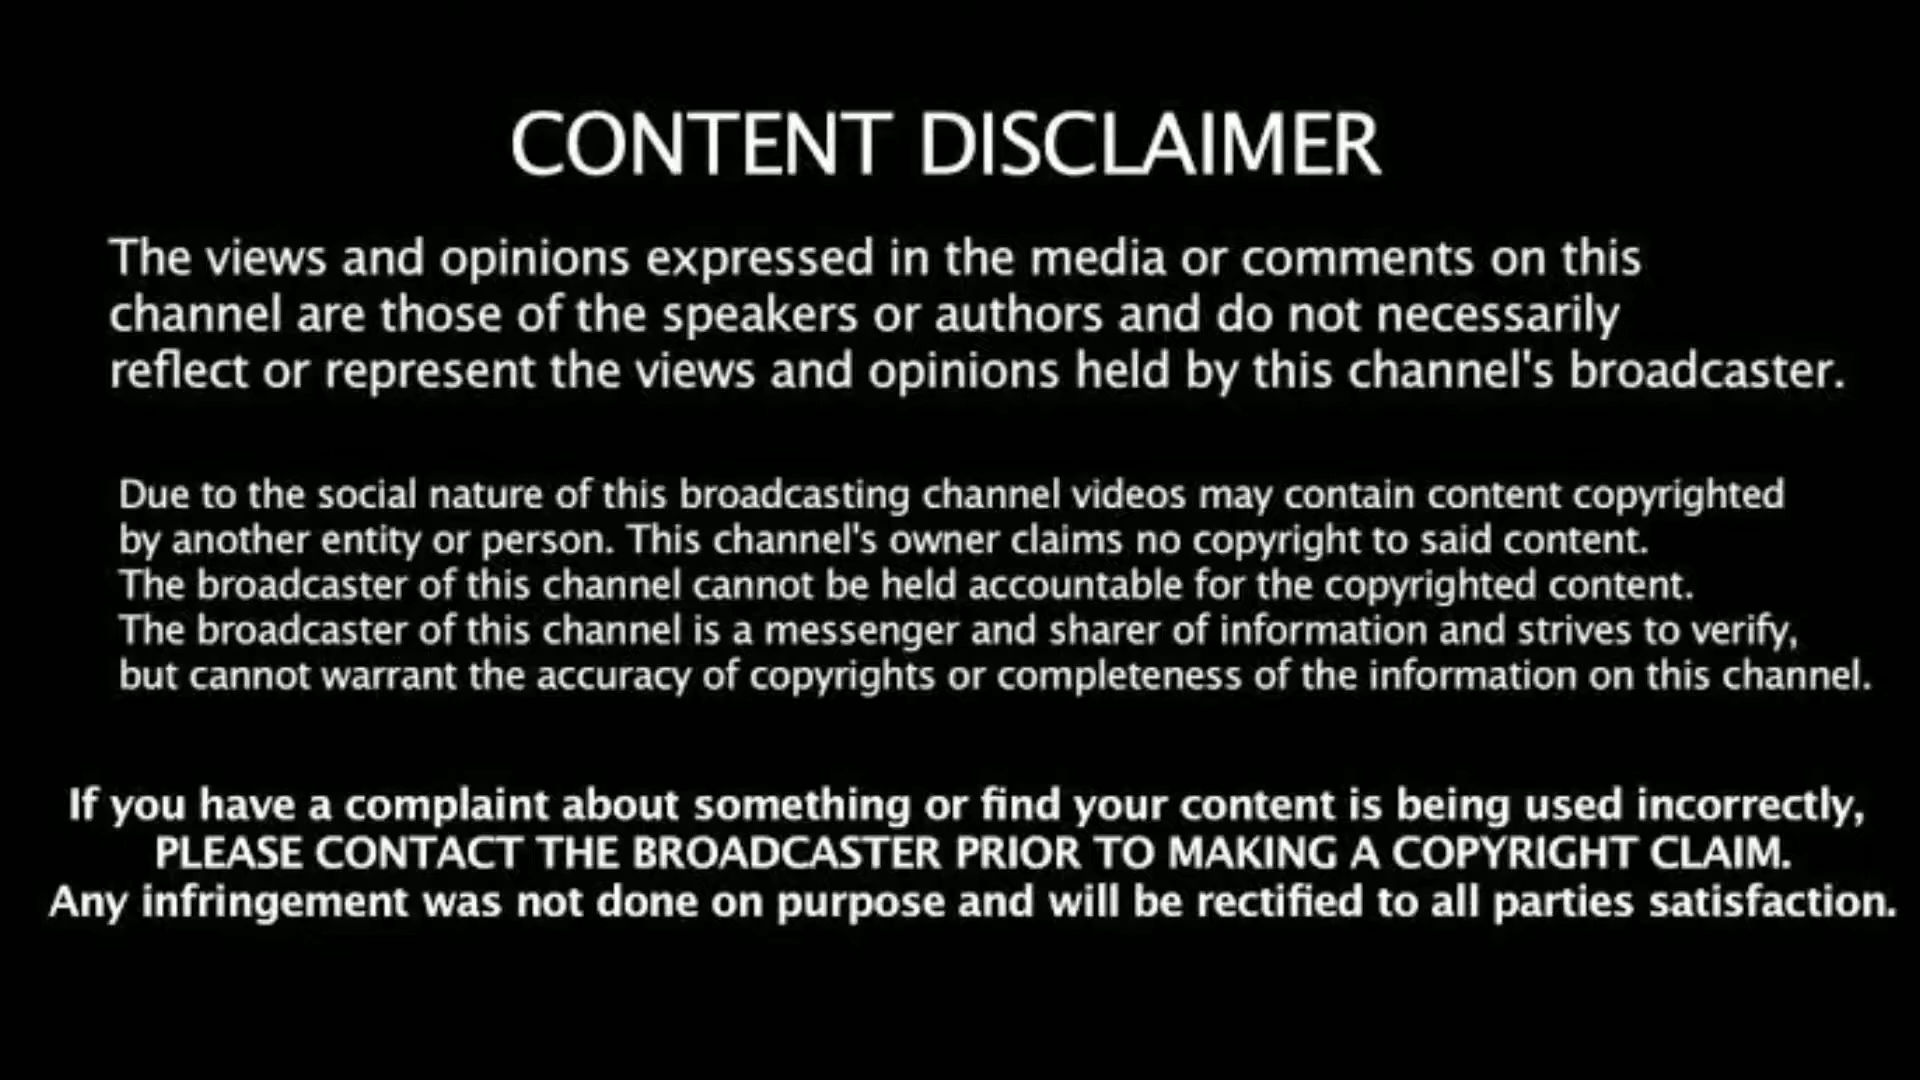 CONTENT DISCLAIMER
The views and opinions expressed in the media or comments on this
channel are those of the speakers or authors and do not necessarily
reflect or represent the views and opinions held by this channel's broadcaster.
Due to the social nature of this broadcasting channel videos may contain content copyrighted
by another entity or person. This channel's owner claims no copyright to said content.
The broadcaster of this channel cannot be held accountable for the copyrighted content.
The broadcaster of this channel is a messenger and sharer of information and strives to verify,
but cannot warrant the accuracy of copyrights or completeness of the information on this channel.
If you have a complaint about something or find your content is being used incorrectly,
PLEASE CONTACT THE BROADCASTER PRIOR TO MAKING A COPYRIGHT CLAIM.
Any infringement was not done on purpose and will be rectified to all parties satisfaction.